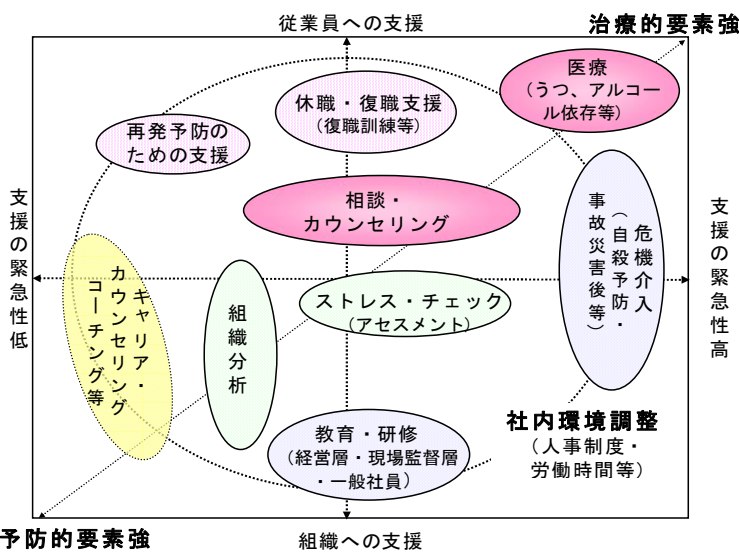 従業員への支援
治療的要素強
医療
（うつ、アルコー
ル依存等）
休職・復職支援
（復職訓練等）
再発予防の
ための支援
相談・
カウンセリング
危機介入
（自殺予防・
事故災害後等）
支援の緊急性低
支援の緊急性高
キャリア・
カウンセリング
コーチング等
組織分析
ストレス・チェック
（アセスメント）
教育・研修
（経営層・現場監督層
・一般社員）
社内環境調整
（人事制度・
労働時間等）
予防的要素強
組織への支援